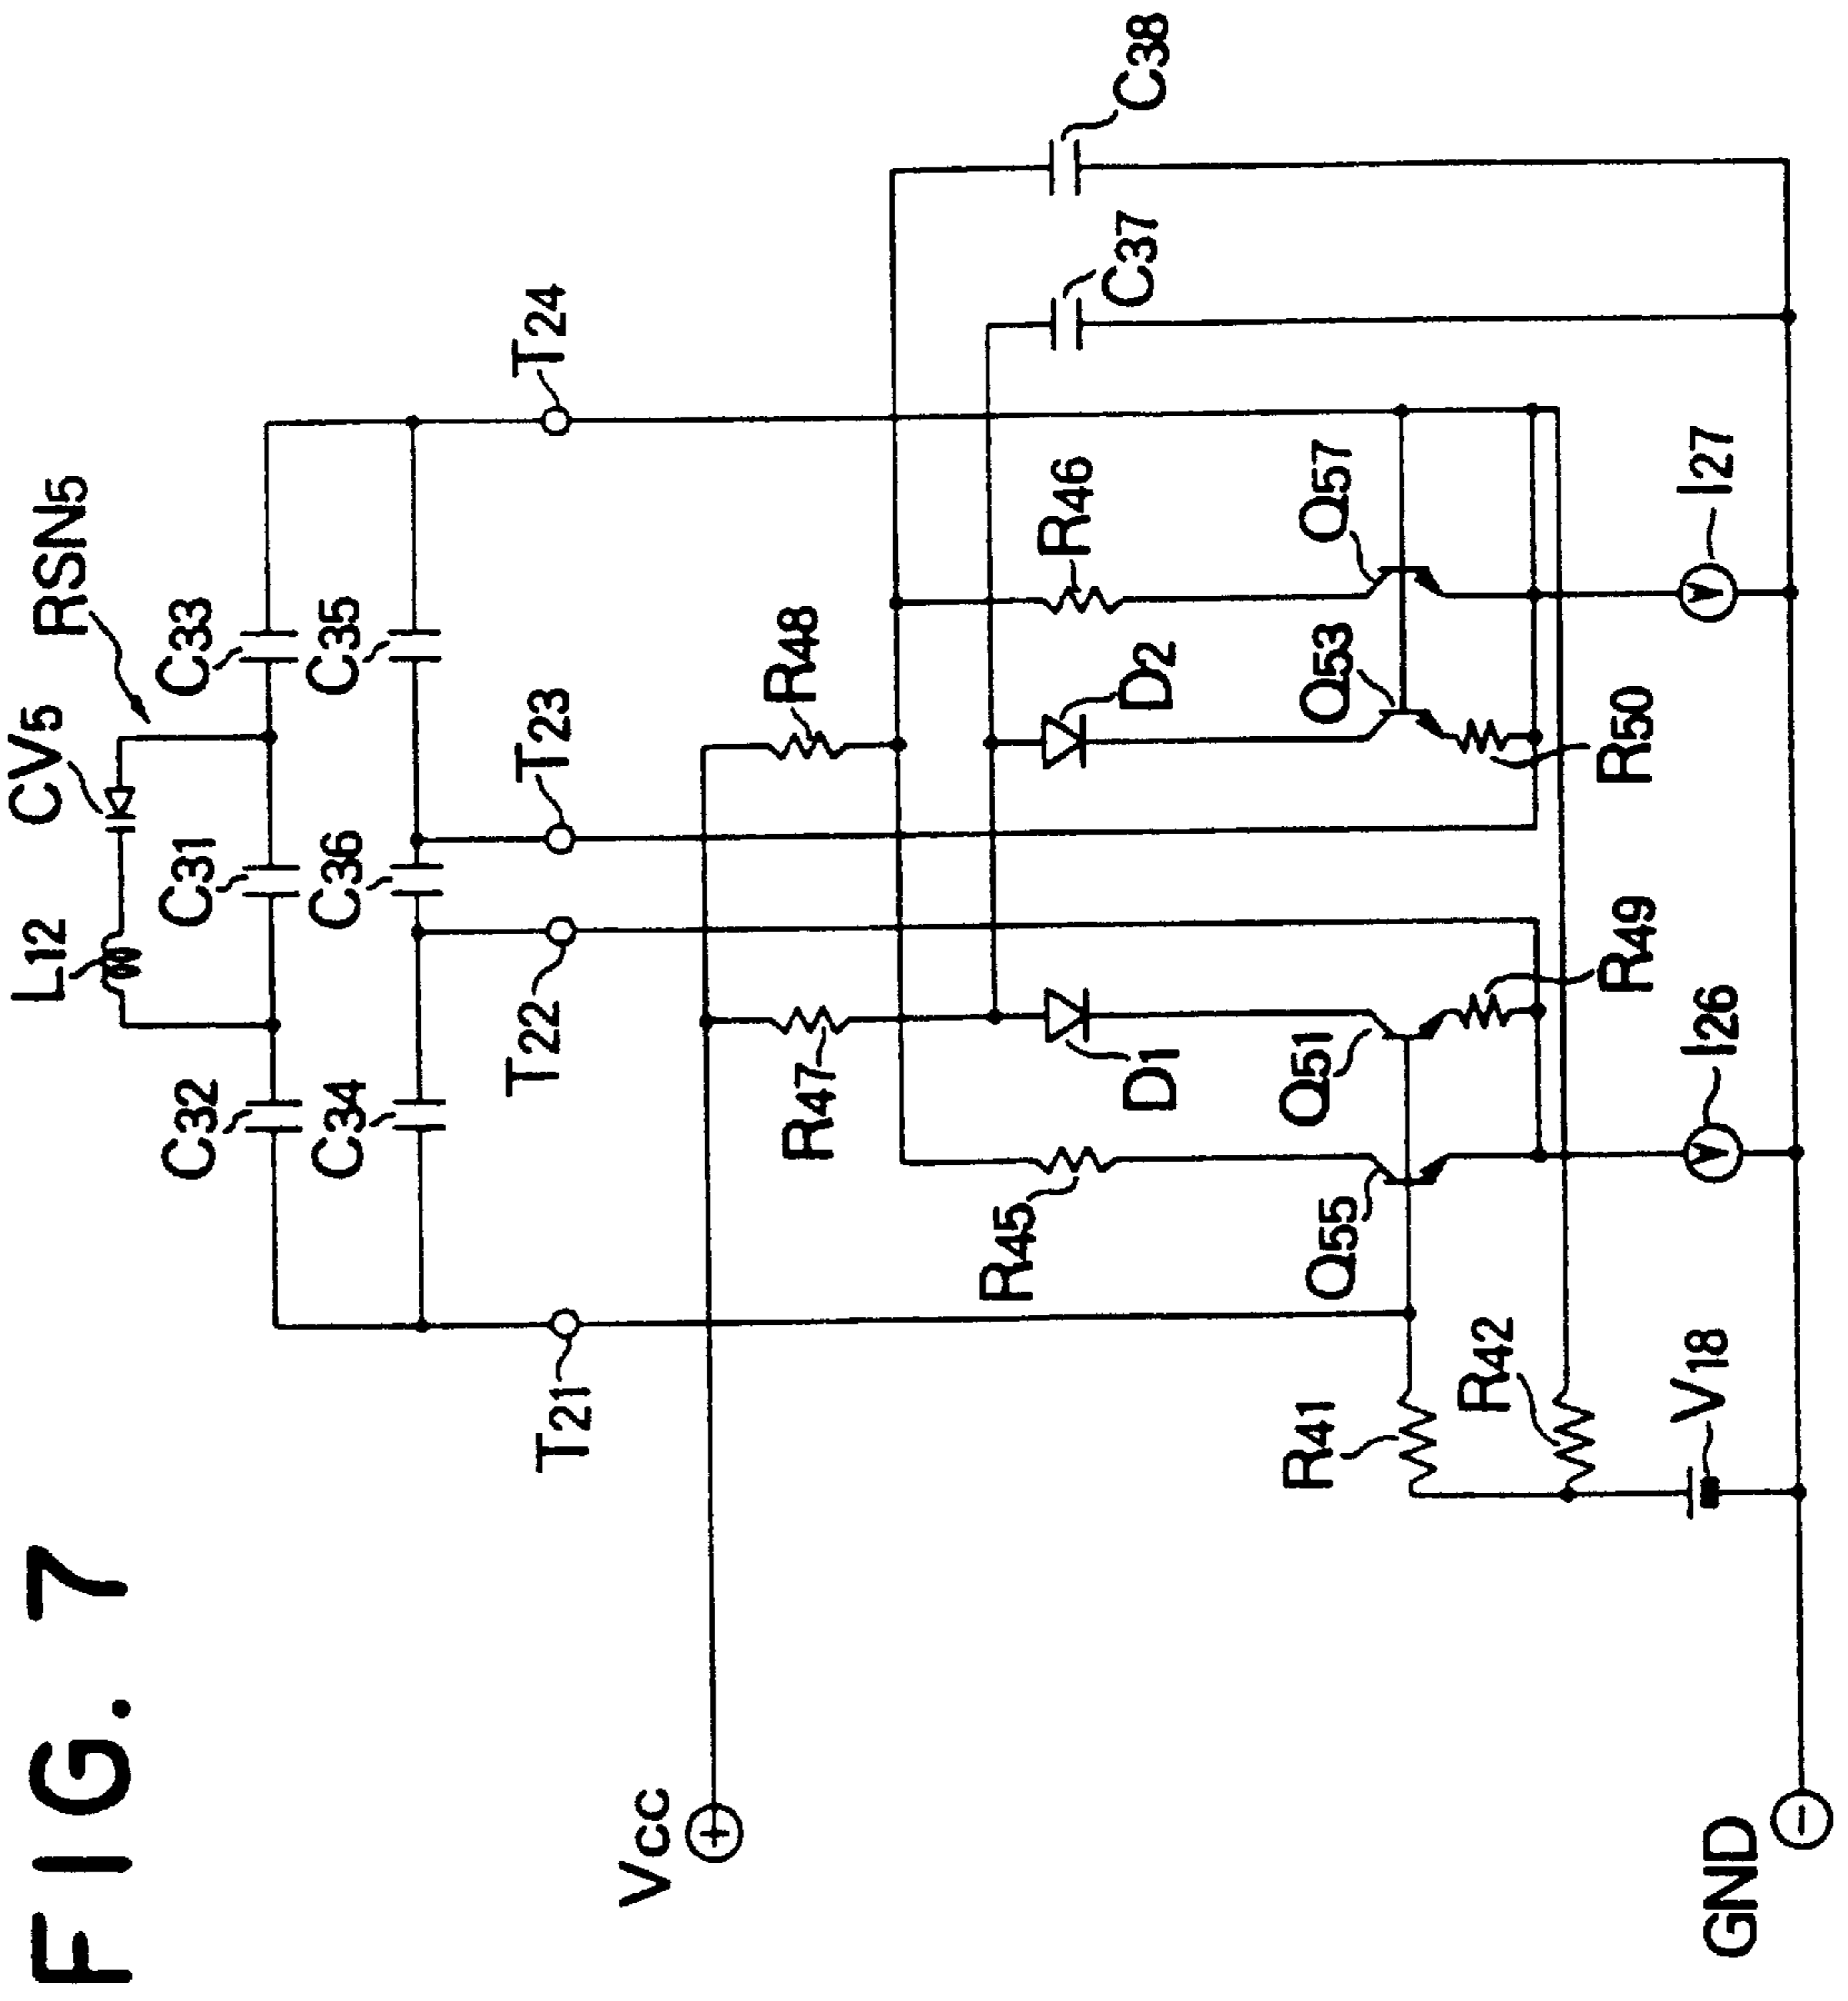 FIG. 7
RSN5
L12
CV5
C32
C31
C33
C34
C36
C35
T21
T22
T23
T24
Vcc
R47
R48
R45
D1
D2
R46
C37
C38
Q55
Q51
Q53
Q57
R41
R42
R49
R50
V18
I26
I27
GND